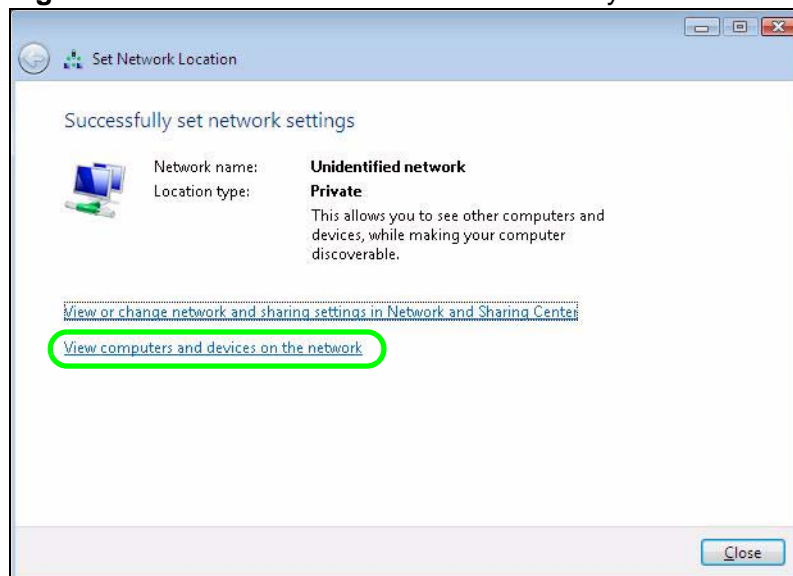 Set Network Location
Successfully set network settings
Network name: Unidentified network
Location type: Private
This allows you to see other computers and
devices, while making your computer
discoverable.
View or change network and sharing settings in Network and Sharing Center
View computers and devices on the network
Close